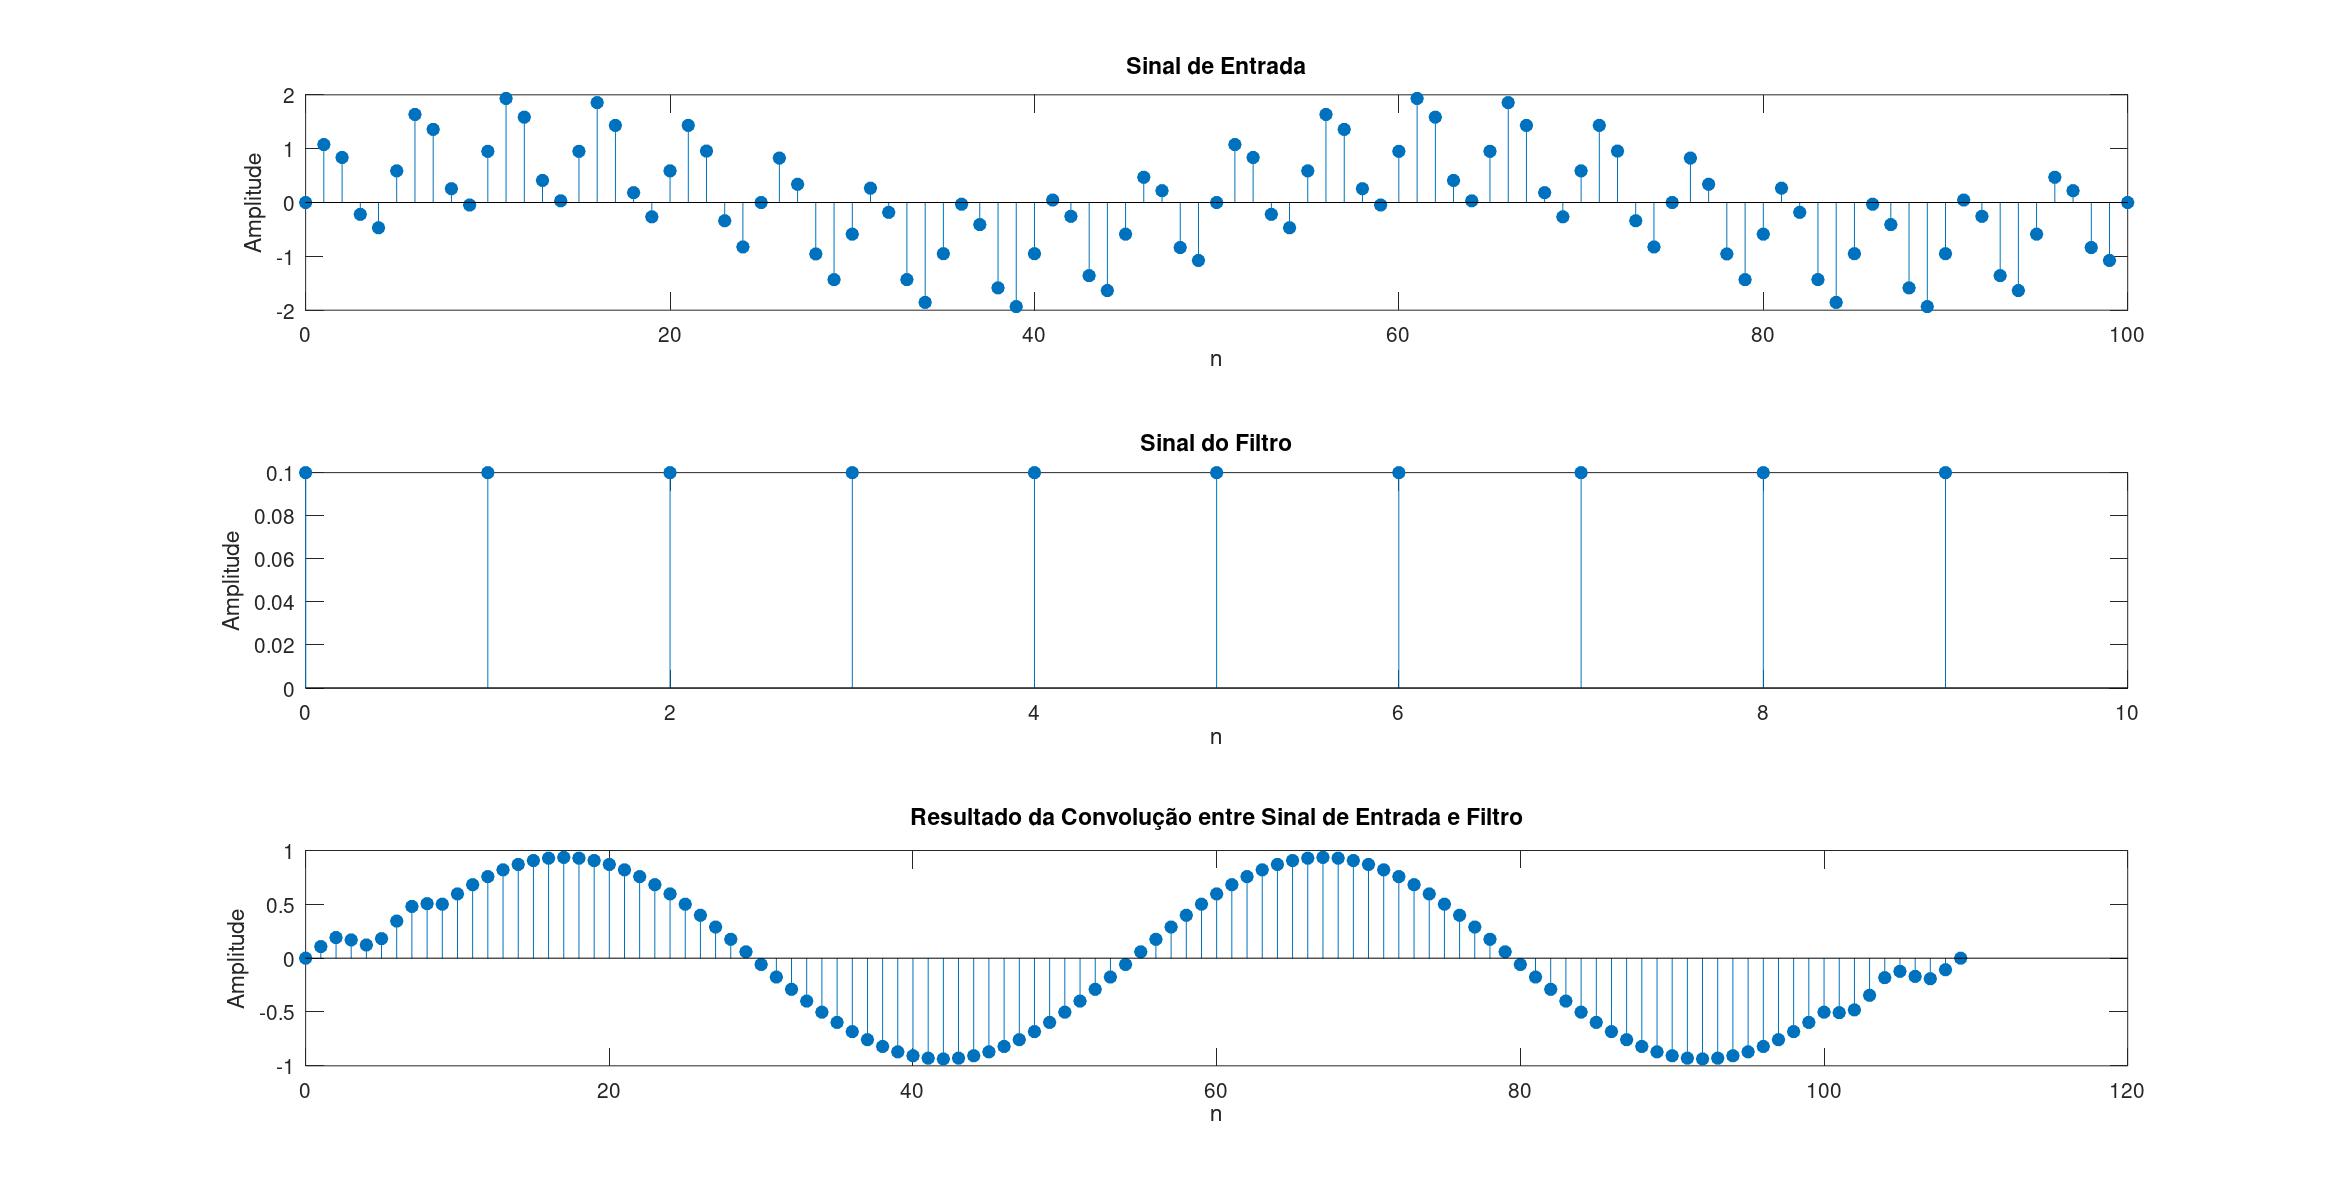 Sinal de Entrada
2
1
0
-1
-2
Amplitude
0 20 40 60 80 100
n
Sinal do Filtro
0.1
0.08
0.06
0.04
0.02
0
Amplitude
0 2 4 6 8 10
n
Resultado da Convolução entre Sinal de Entrada e Filtro
1
0.5
0
-0.5
-1
Amplitude
0 20 40 60 80 100 120
n